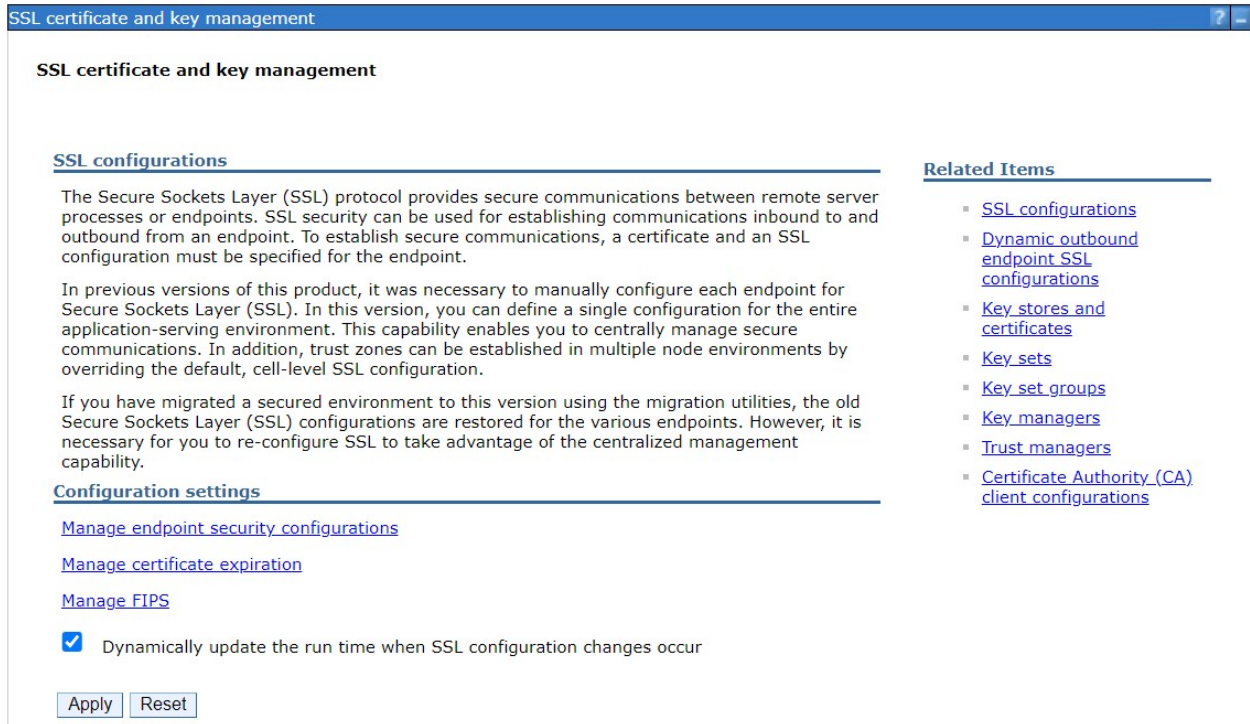 SSL certificate and key management
? –
SSL certificate and key management
SSL configurations
The Secure Sockets Layer (SSL) protocol provides secure communications between remote server
processes or endpoints. SSL security can be used for establishing communications inbound to and
outbound from an endpoint. To establish secure communications, a certificate and an SSL
configuration must be specified for the endpoint.
In previous versions of this product, it was necessary to manually configure each endpoint for
Secure Sockets Layer (SSL). In this version, you can define a single configuration for the entire
application-serving environment. This capability enables you to centrally manage secure
communications. In addition, trust zones can be established in multiple node environments by
overriding the default, cell-level SSL configuration.
If you have migrated a secured environment to this version using the migration utilities, the old
Secure Sockets Layer (SSL) configurations are restored for the various endpoints. However, it is
necessary for you to re-configure SSL to take advantage of the centralized management
capability.
Configuration settings
Manage endpoint security configurations
Manage certificate expiration
Manage FIPS
Dynamically update the run time when SSL configuration changes occur
Apply Reset
Related Items
SSL configurations
Dynamic outbound
endpoint SSL
configurations
Key stores and
certificates
Key sets
Key set groups
Key managers
Trust managers
Certificate Authority (CA)
client configurations